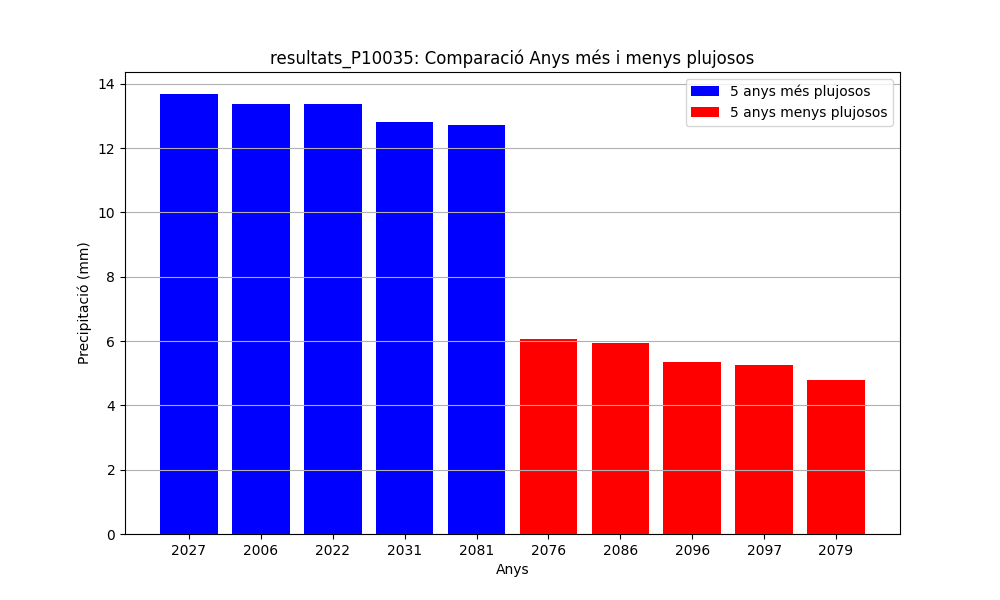 resultats_P10035: Comparació Anys més i menys plujosos
5 anys més plujosos
5 anys menys plujosos
Precipitació (mm)
14
12
10
8
6
4
2
0
2027 2006 2022 2031 2081 2076 2086 2096 2097 2079
Anys